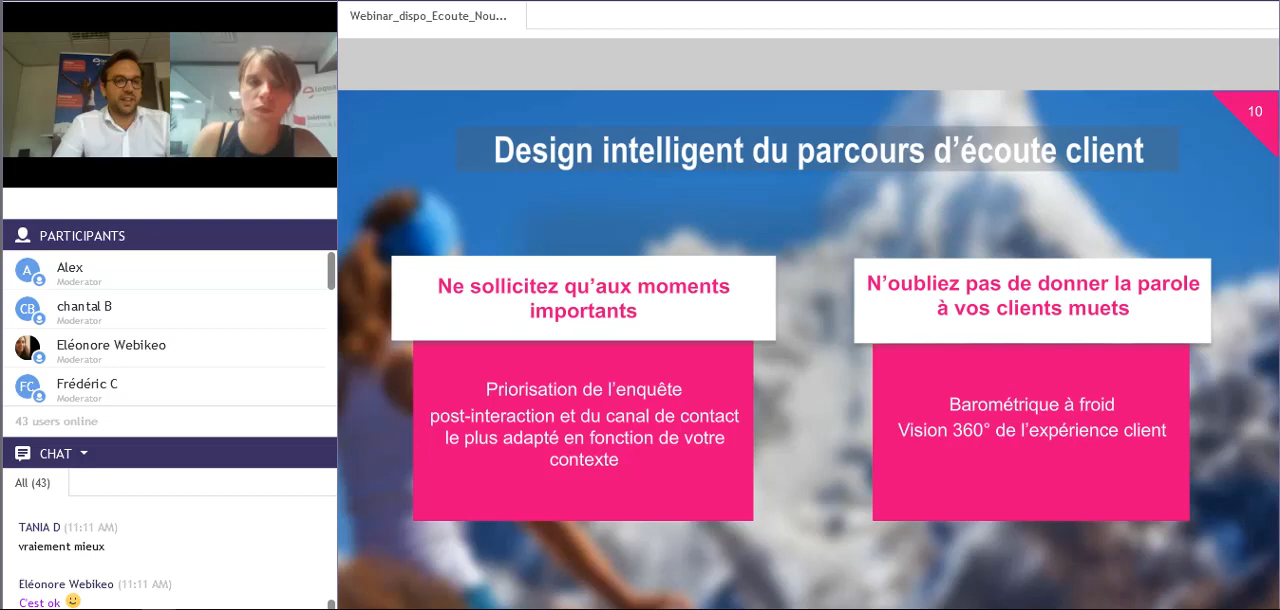 Webinar_dispo_Ecoute_Nou...
10
Design intelligent du parcours d'écoute client
Ne sollicitez qu'aux moments
importants
Priorisation de l'enquête
post-interaction et du canal de contact
le plus adapté en fonction de votre
contexte
N'oubliez pas de donner la parole
à vos clients muets
Barométrique à froid
Vision 360° de l'expérience client
PARTICIPANTS
A
Alex
Moderator
CB
chantal B
Moderator
Eléonore Webikeo
Moderator
FC
Frédéric C
Moderator
43 users online
CHAT
All (43)
TANIA D (11:11 AM)
vraiement mieux
Eléonore Webikeo (11:11 AM)
C'est ok